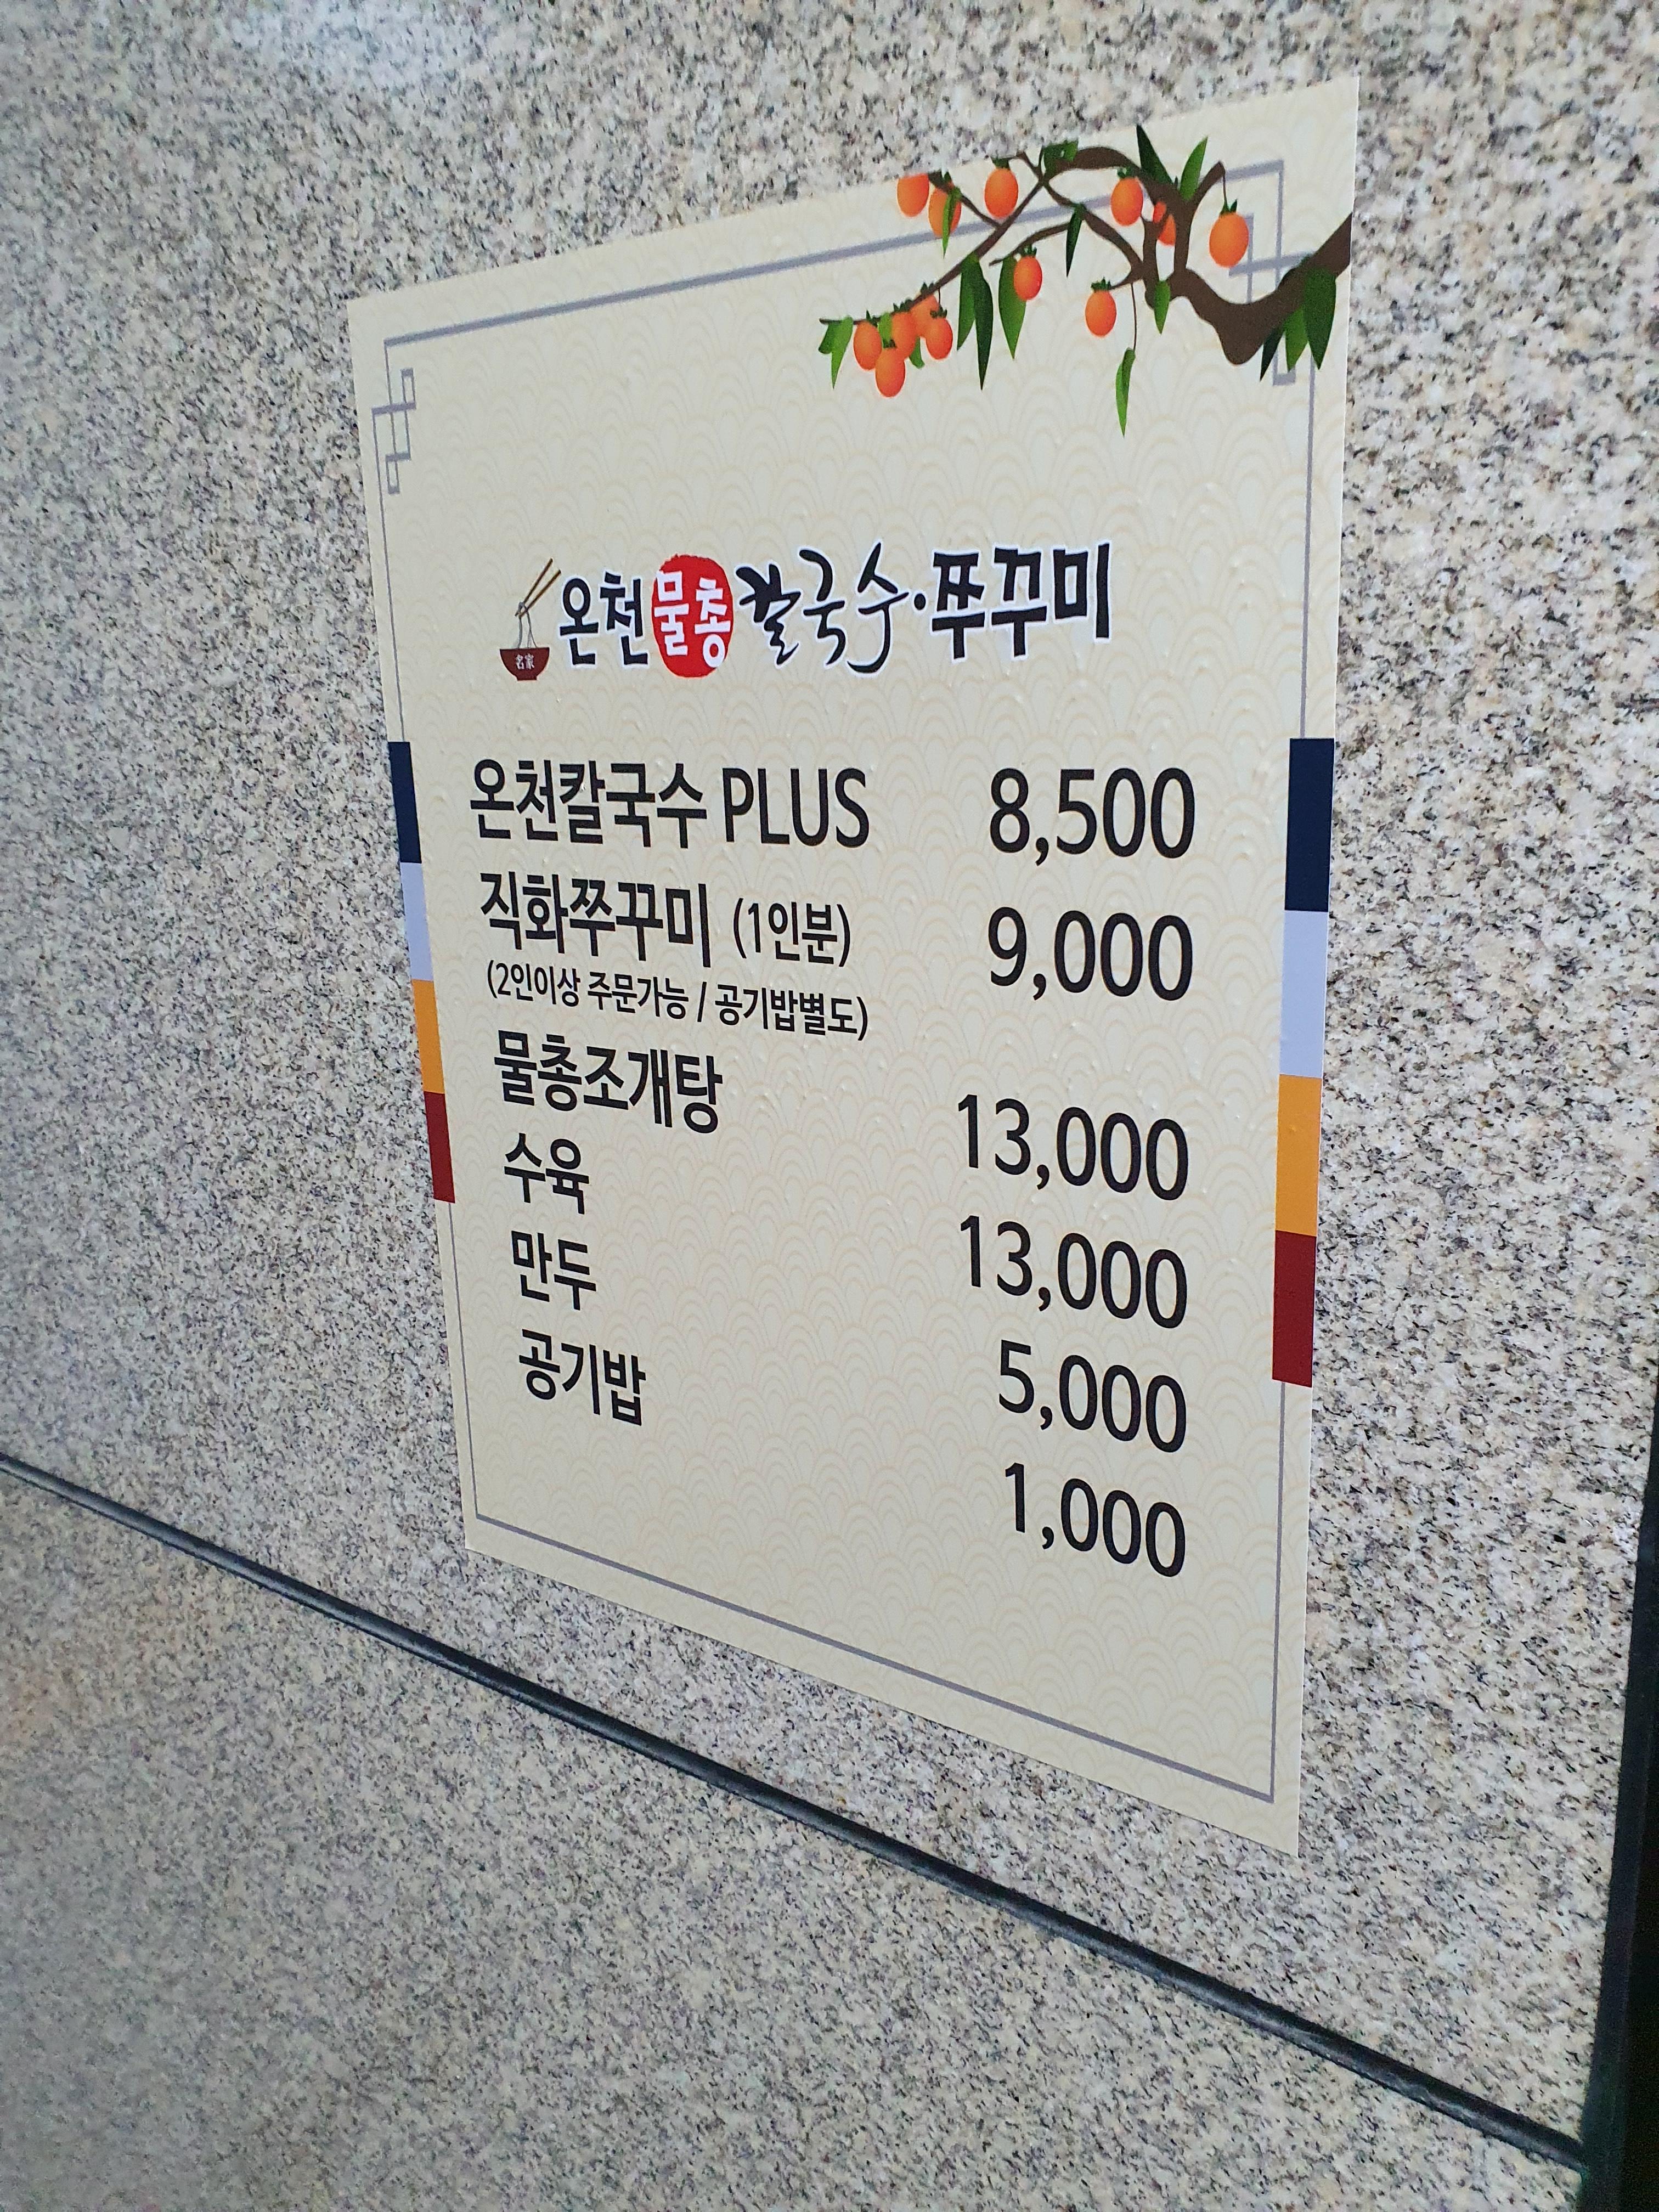 名家 온천 물총 칼국수·쭈꾸미
온천칼국수 PLUS 8,500
직화쭈꾸미 (1인분) 9,000
(2인이상 주문가능 / 공기밥별도)
물총조개탕 13,000
수육 13,000
만두 5,000
공기밥 1,000